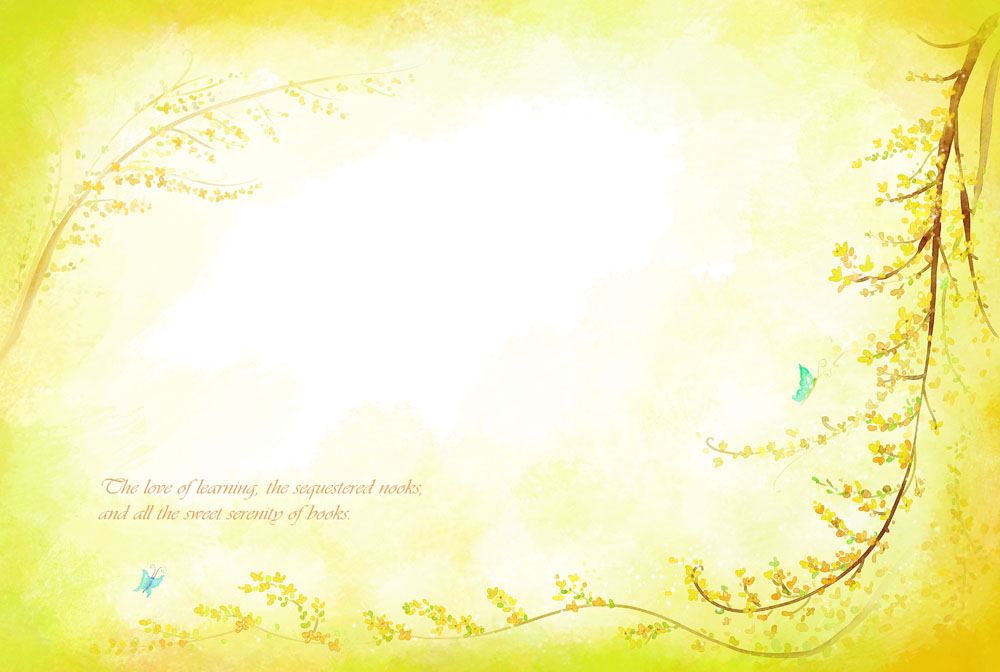 The love of learning, the sequestered nooks,
and all the sweet serenity of books.